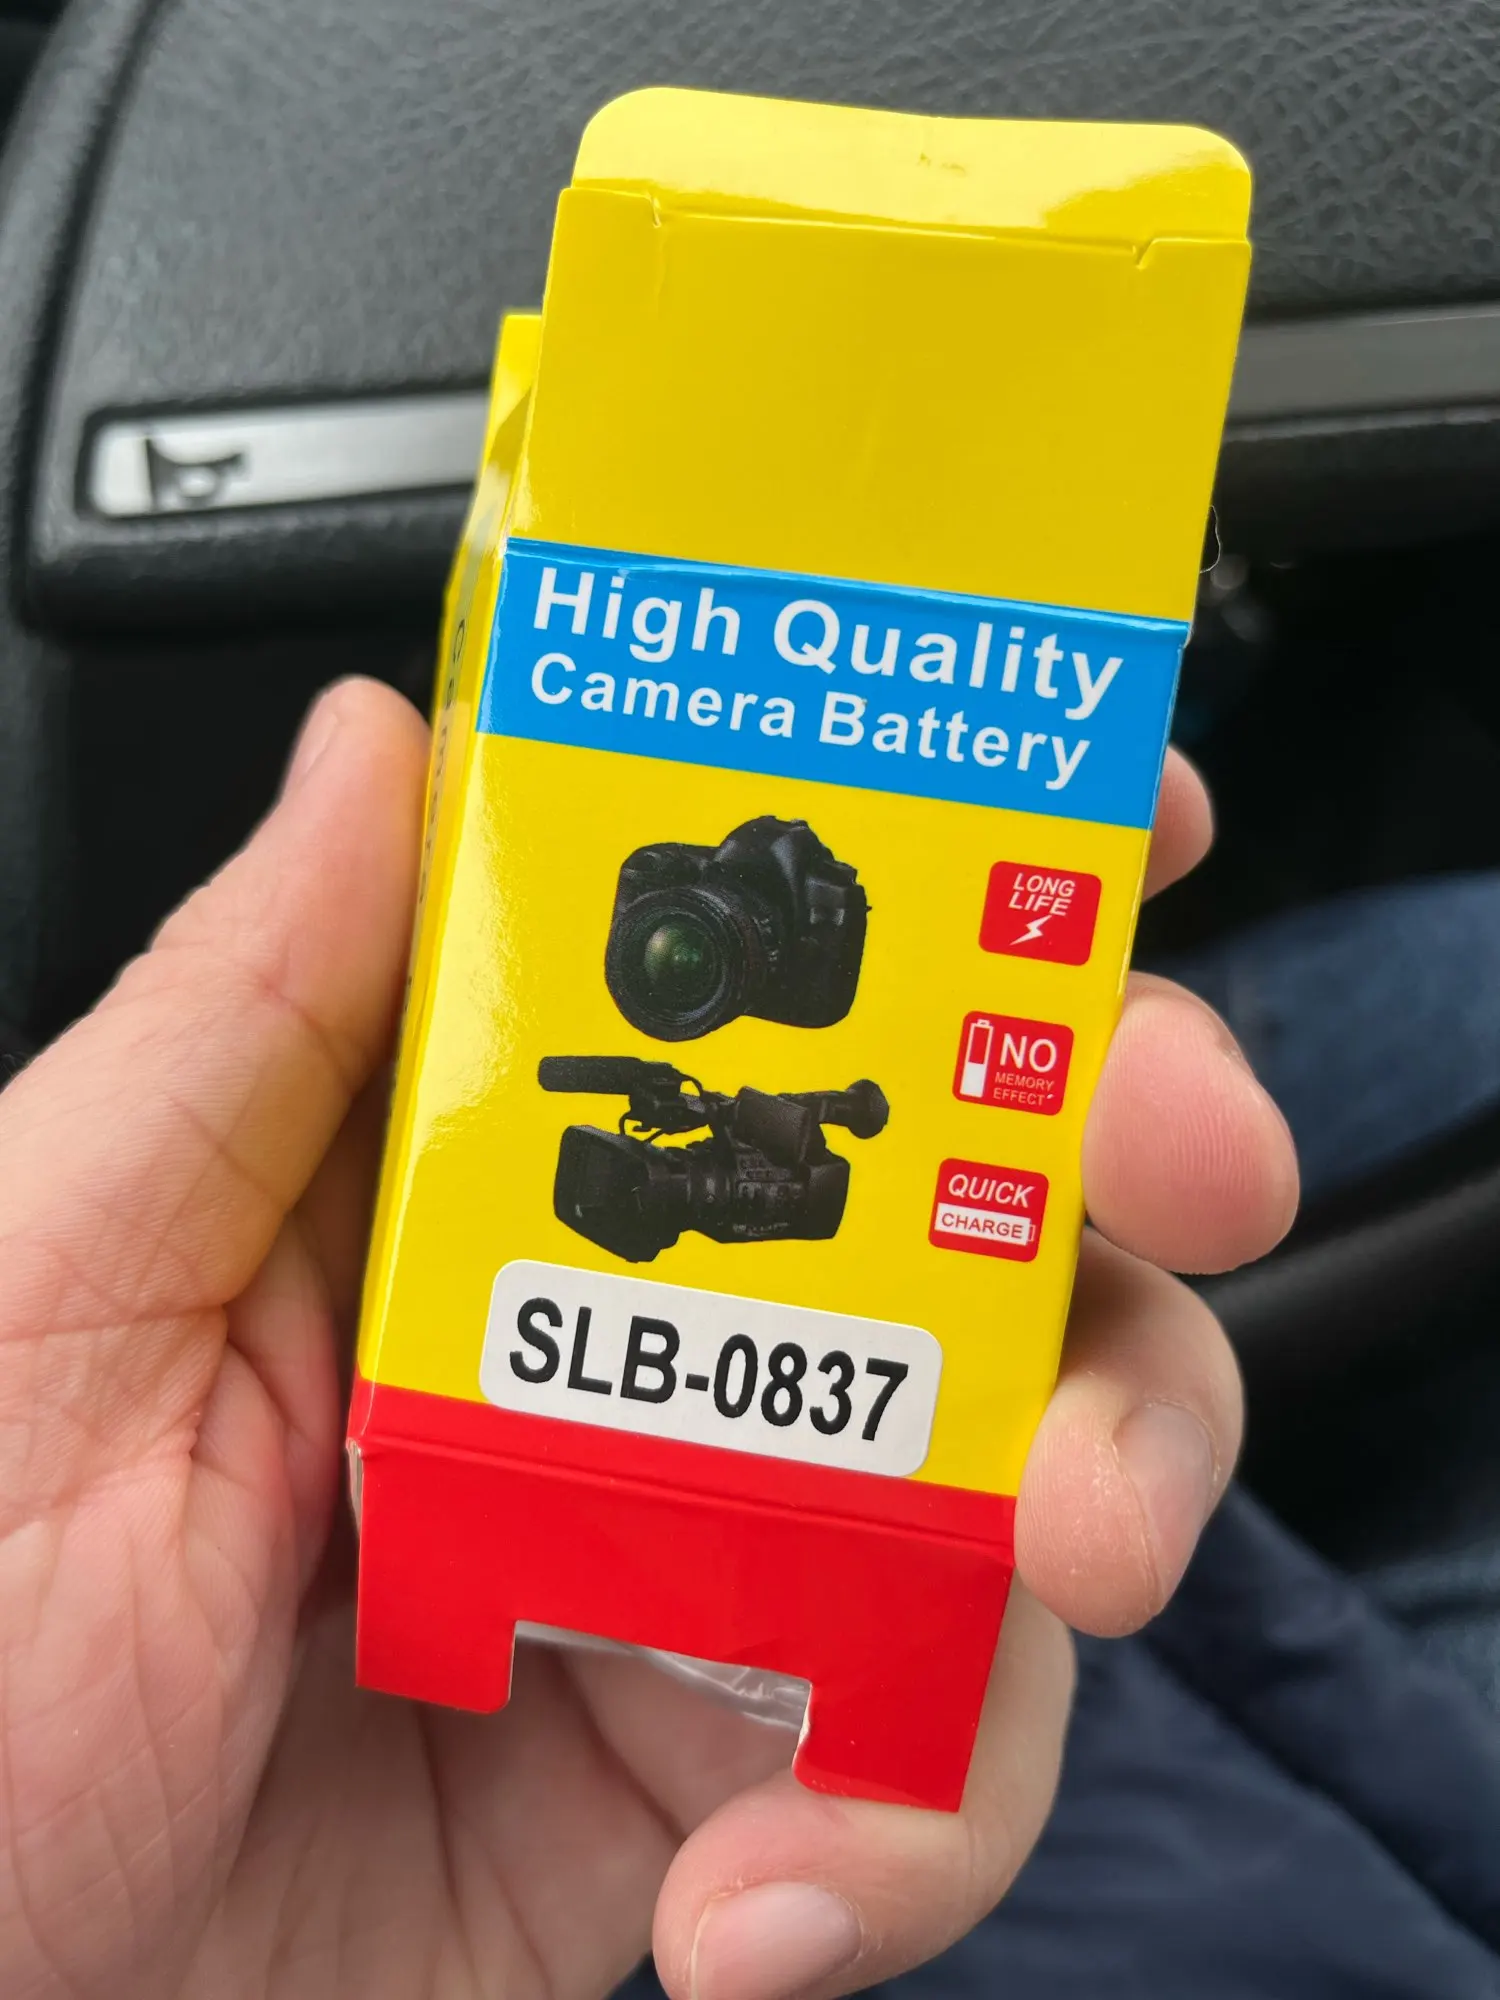 High Quality
Camera Battery
LONG
LIFE
NO
MEMORY
EFFECT
QUICK
CHARGE
SLB-0837